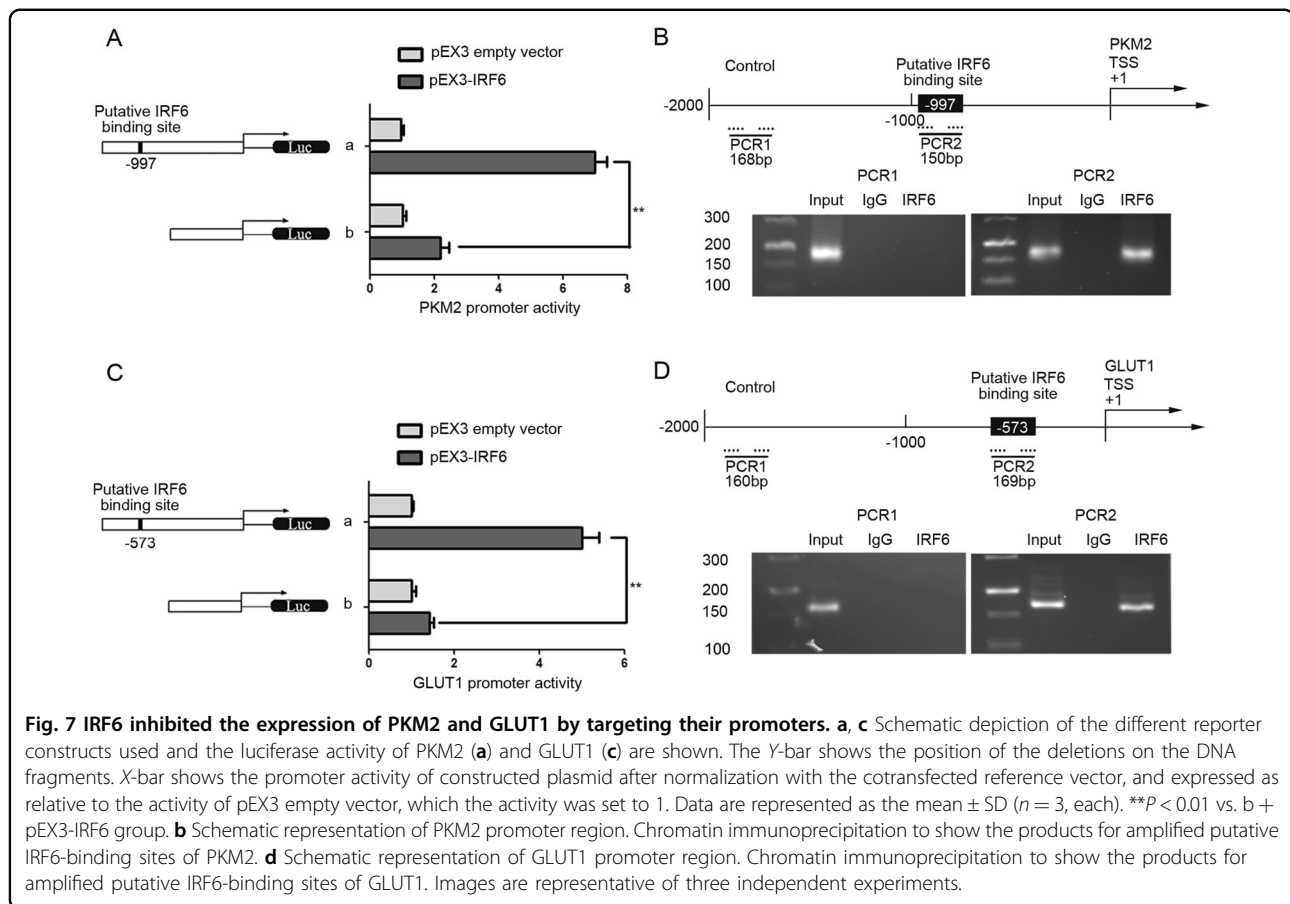 A
pEX3 empty vector
pEX3-IRF6
Putative IRF6
binding site
-997
Luc
a
Luc
b
**
0 2 4 6 8
PKM2 promoter activity
B
Control
Putative IRF6
binding site
PKM2
TSS
+1
-2000
-1000
-997
PCR1
168bp
PCR2
150bp
PCR1
PCR2
Input IgG IRF6
Input IgG IRF6
300
200
150
100
C
pEX3 empty vector
pEX3-IRF6
Putative IRF6
binding site
-573
Luc
a
Luc
b
**
0 2 4 6
GLUT1 promoter activity
D
Control
Putative IRF6
binding site
GLUT1
TSS
+1
-2000
-1000
-573
PCR1
160bp
PCR2
169bp
PCR1
PCR2
Input IgG IRF6
Input IgG IRF6
300
200
150
100
Fig. 7 IRF6 inhibited the expression of PKM2 and GLUT1 by targeting their promoters. a, c Schematic depiction of the different reporter
constructs used and the luciferase activity of PKM2 (a) and GLUT1 (c) are shown. The Y-bar shows the position of the deletions on the DNA
fragments. X-bar shows the promoter activity of constructed plasmid after normalization with the cotransfected reference vector, and expressed as
relative to the activity of pEX3 empty vector, which the activity was set to 1. Data are represented as the mean ± SD (n = 3, each). **P < 0.01 vs. b +
pEX3-IRF6 group. b Schematic representation of PKM2 promoter region. Chromatin immunoprecipitation to show the products for amplified putative
IRF6-binding sites of PKM2. d Schematic representation of GLUT1 promoter region. Chromatin immunoprecipitation to show the products for
amplified putative IRF6-binding sites of GLUT1. Images are representative of three independent experiments.